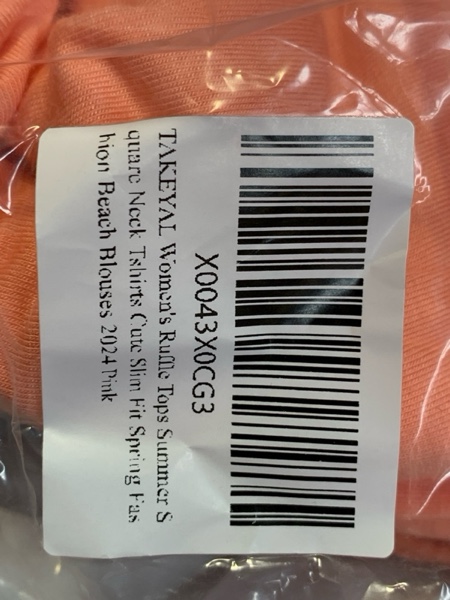 X0043X0CG3
TAKEYAL Women's Ruffle Tops Summer S
quare Neck Tshirts Cute Slim Fit Spring Fas
hion Beach Blouses 2024 Pink